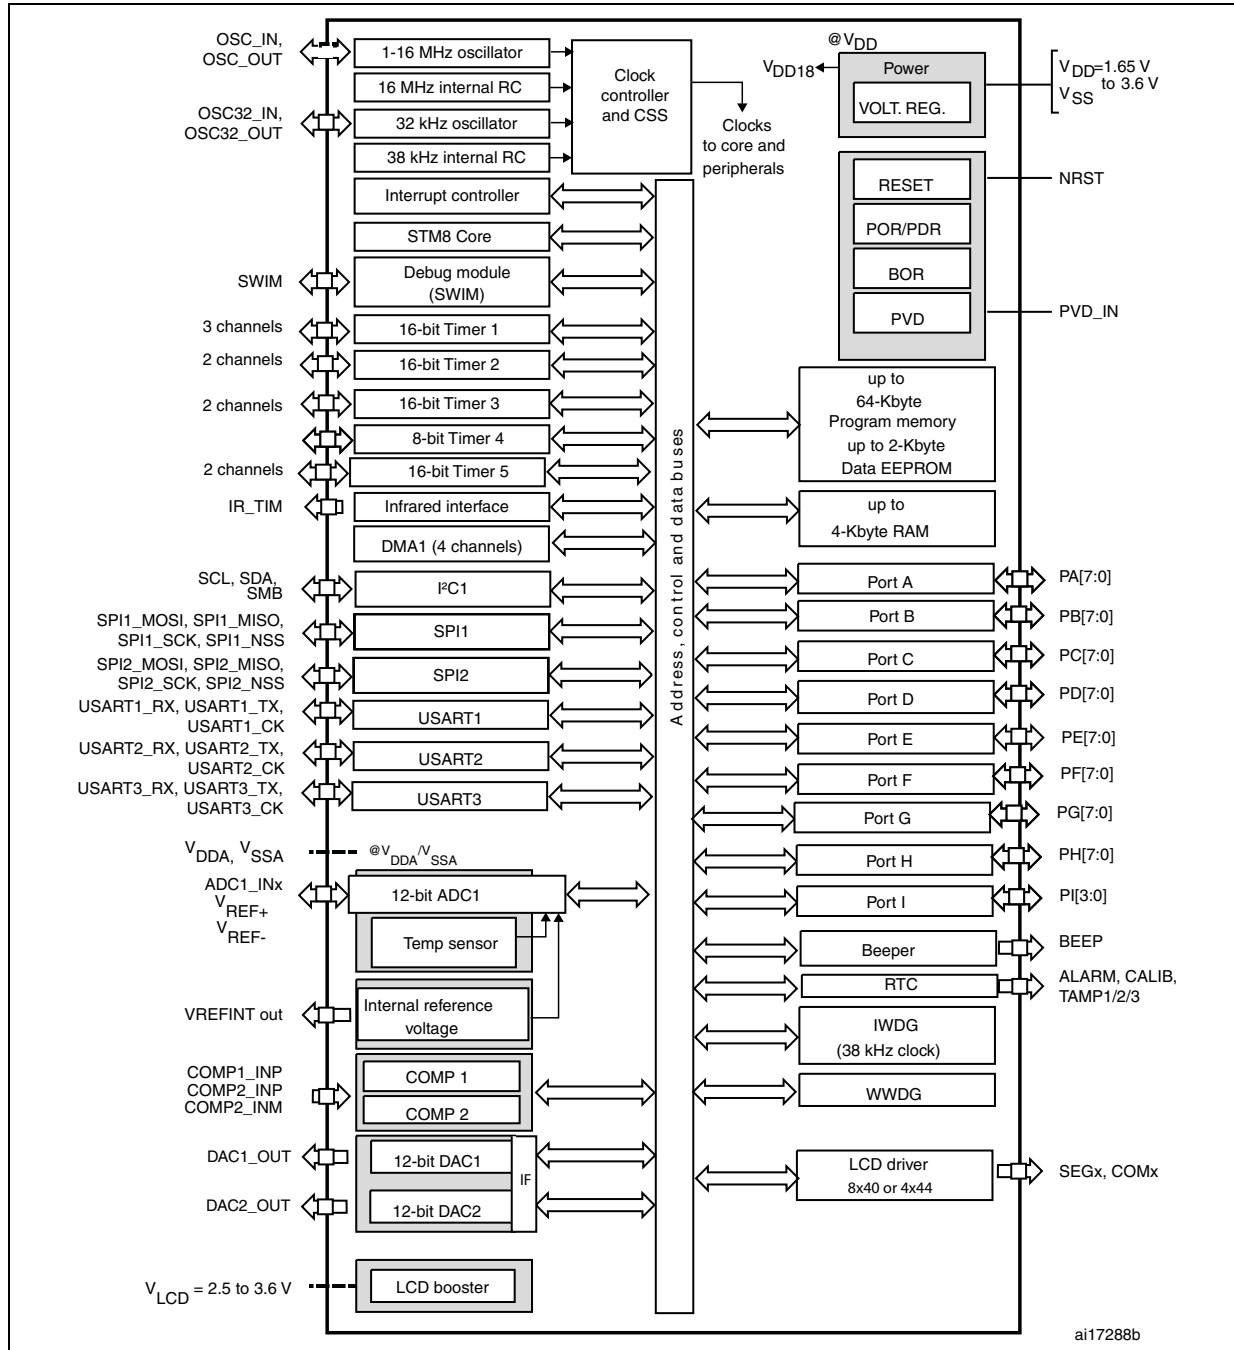 OSC_IN,
OSC_OUT
1-16 MHz oscillator
16 MHz internal RC
OSC32_IN,
OSC32_OUT
32 kHz oscillator
38 kHz internal RC
Clock
controller
and CSS
Clocks
to core and
peripherals
@VDD
VDD18
Power
VOLT. REG.
VDD=1.65 V
to 3.6 V
VSS
RESET
NRST
POR/PDR
BOR
PVD
PVD_IN
Interrupt controller
STM8 Core
SWIM
Debug module
(SWIM)
3 channels
16-bit Timer 1
2 channels
16-bit Timer 2
2 channels
16-bit Timer 3
8-bit Timer 4
2 channels
16-bit Timer 5
IR_TIM
Infrared interface
DMA1 (4 channels)
SCL, SDA,
SMB
I²C1
SPI1_MOSI, SPI1_MISO,
SPI1_SCK, SPI1_NSS
SPI1
SPI2_MOSI, SPI2_MISO,
SPI2_SCK, SPI2_NSS
SPI2
USART1_RX, USART1_TX,
USART1_CK
USART1
USART2_RX, USART2_TX,
USART2_CK
USART2
USART3_RX, USART3_TX,
USART3_CK
USART3
VDDA, VSSA
@VDDA/VSSA
ADC1_INx
VREF+
VREF-
12-bit ADC1
Temp sensor
VREFINT out
Internal reference
voltage
COMP1_INP
COMP2_INP
COMP2_INM
COMP 1
COMP 2
DAC1_OUT
12-bit DAC1
IF
DAC2_OUT
12-bit DAC2
VLCD = 2.5 to 3.6 V
LCD booster
Address, control and data buses
up to
64-Kbyte
Program memory
up to 2-Kbyte
Data EEPROM
up to
4-Kbyte RAM
Port A
PA[7:0]
Port B
PB[7:0]
Port C
PC[7:0]
Port D
PD[7:0]
Port E
PE[7:0]
Port F
PF[7:0]
Port G
PG[7:0]
Port H
PH[7:0]
Port I
PI[3:0]
Beeper
BEEP
RTC
ALARM, CALIB,
TAMP1/2/3
IWDG
(38 kHz clock)
WWDG
LCD driver
8x40 or 4x44
SEGx, COMx
ai17288b